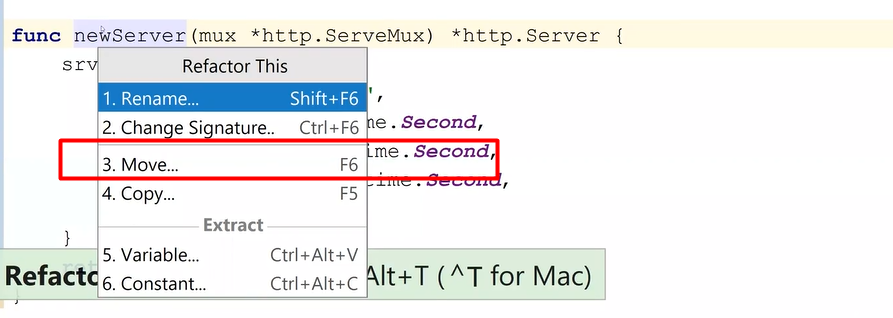 func newServer(mux *http.ServeMux) *http.Server {
srv
Refactor This
1. Rename... Shift+F6
',
2. Change Signature.. Ctrl+F6
me.Second,
3. Move... F6
ime.Second,
4. Copy... F5
time.Second,
Extract
}
5. Variable... Ctrl+Alt+V
Refacto Alt+T (^T for Mac)
6. Constant... Ctrl+Alt+C
}